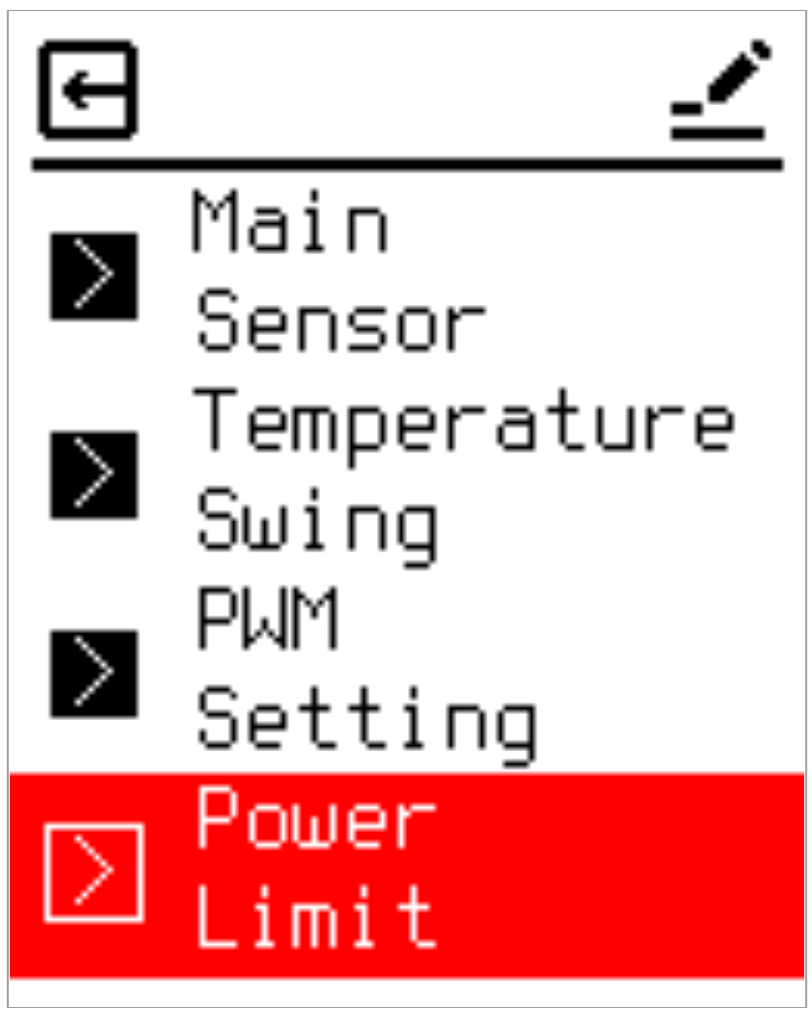 Main
Sensor
Temperature
Swing
PWM
Setting
Power
Limit